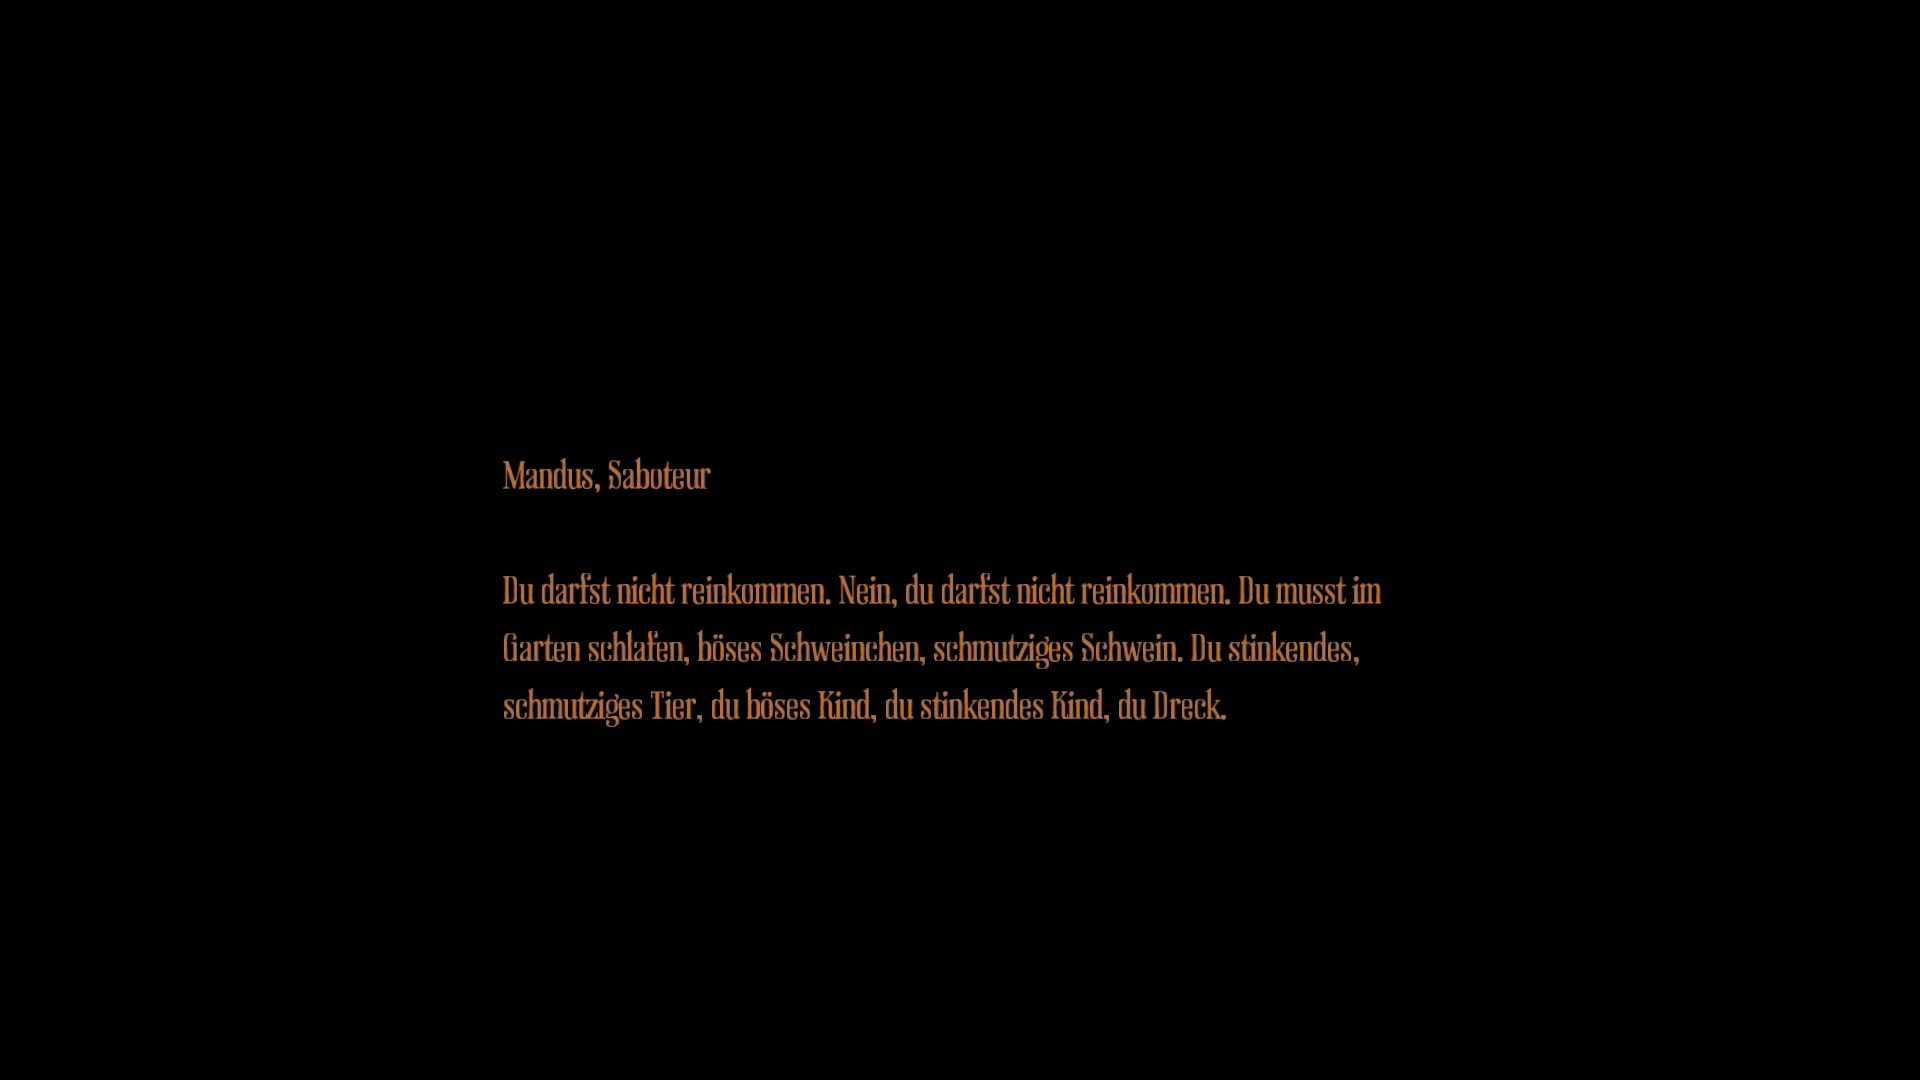 Mandus, Saboteur
Du darfst nicht reinkommen. Nein, du darfst nicht reinkommen. Du musst im
Garten schlafen, böses Schweinchen, schmutziges Schwein. Du stinkendes,
schmutziges Tier, du böses Kind, du stinkendes Kind, du Dreck.